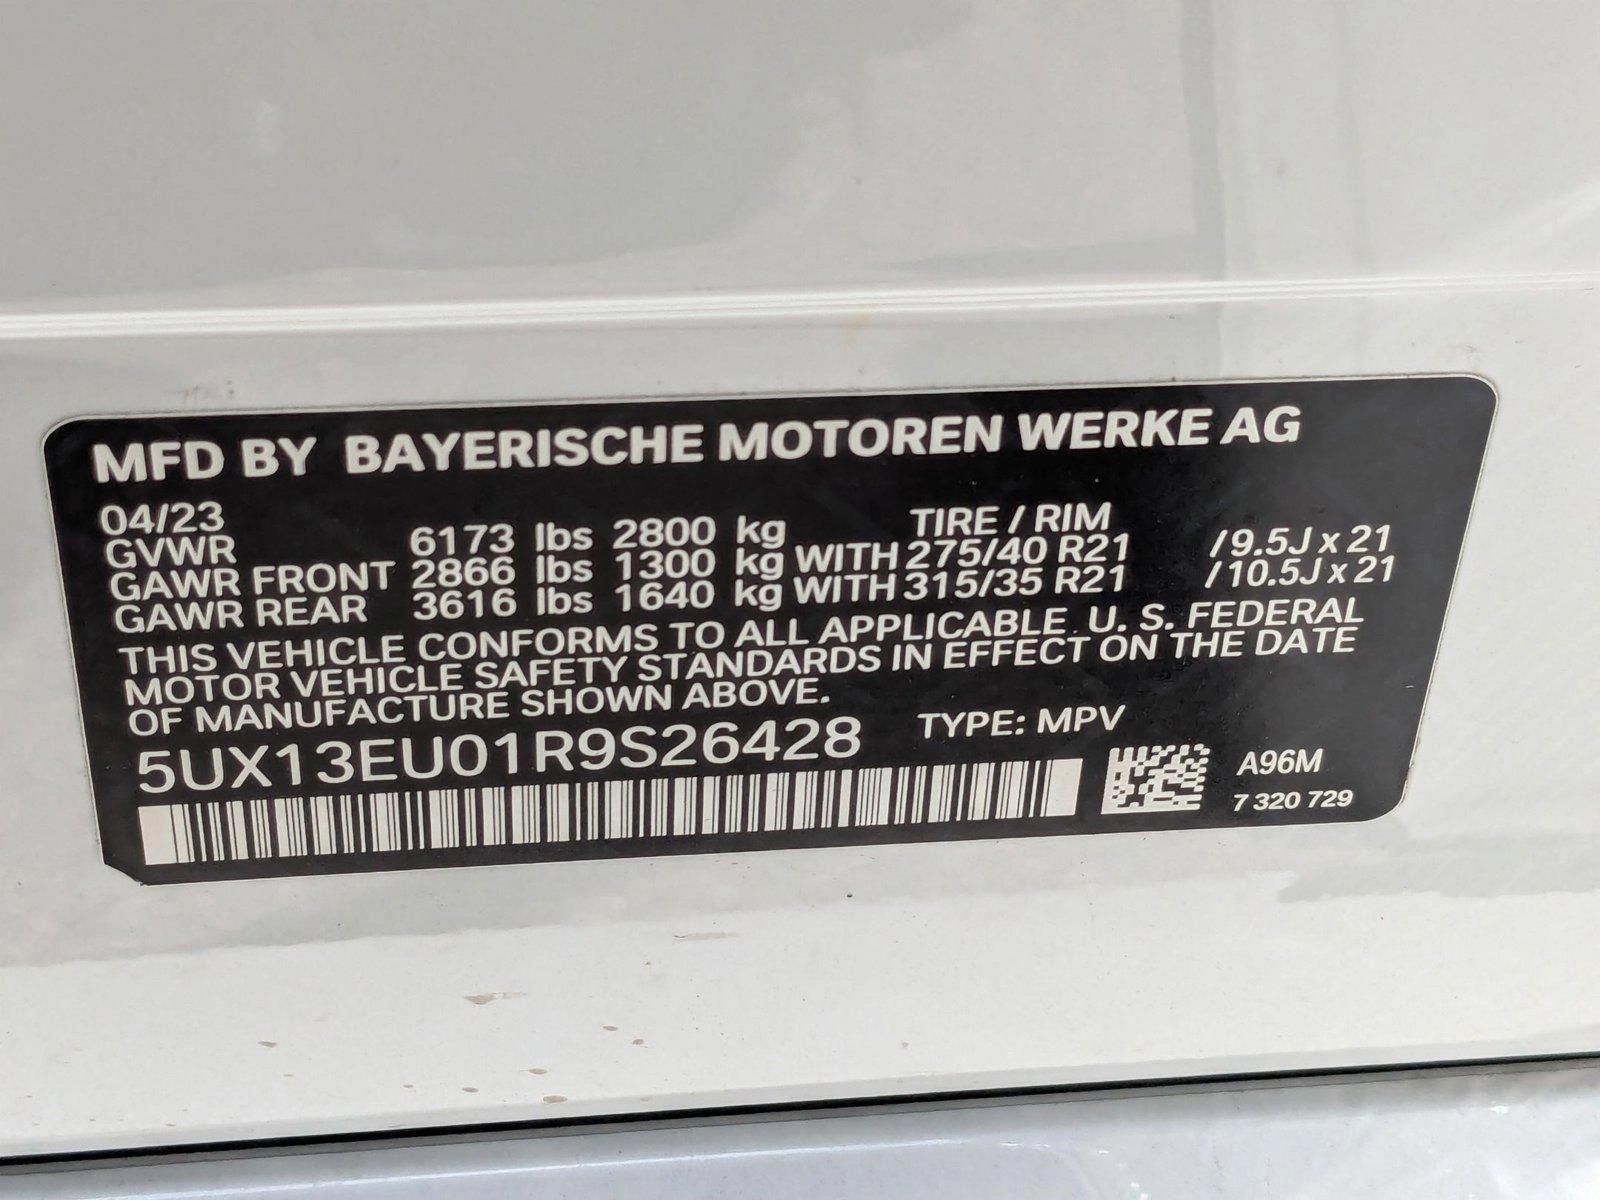 MFD BY BAYERISCHE MOTOREN WERKE AG
04/23 TIRE / RIM
GVWR 6173 lbs 2800 kg
GAWR FRONT 2866 lbs 1300 kg WITH 275/40 R21 /9.5J x 21
GAWR REAR 3616 lbs 1640 kg WITH 315/35 R21 /10.5J x 21
THIS VEHICLE CONFORMS TO ALL APPLICABLE U. S. FEDERAL
MOTOR VEHICLE SAFETY STANDARDS IN EFFECT ON THE DATE
OF MANUFACTURE SHOWN ABOVE.
5UX13EU01R9S26428 TYPE: MPV
A96M
7 320 729